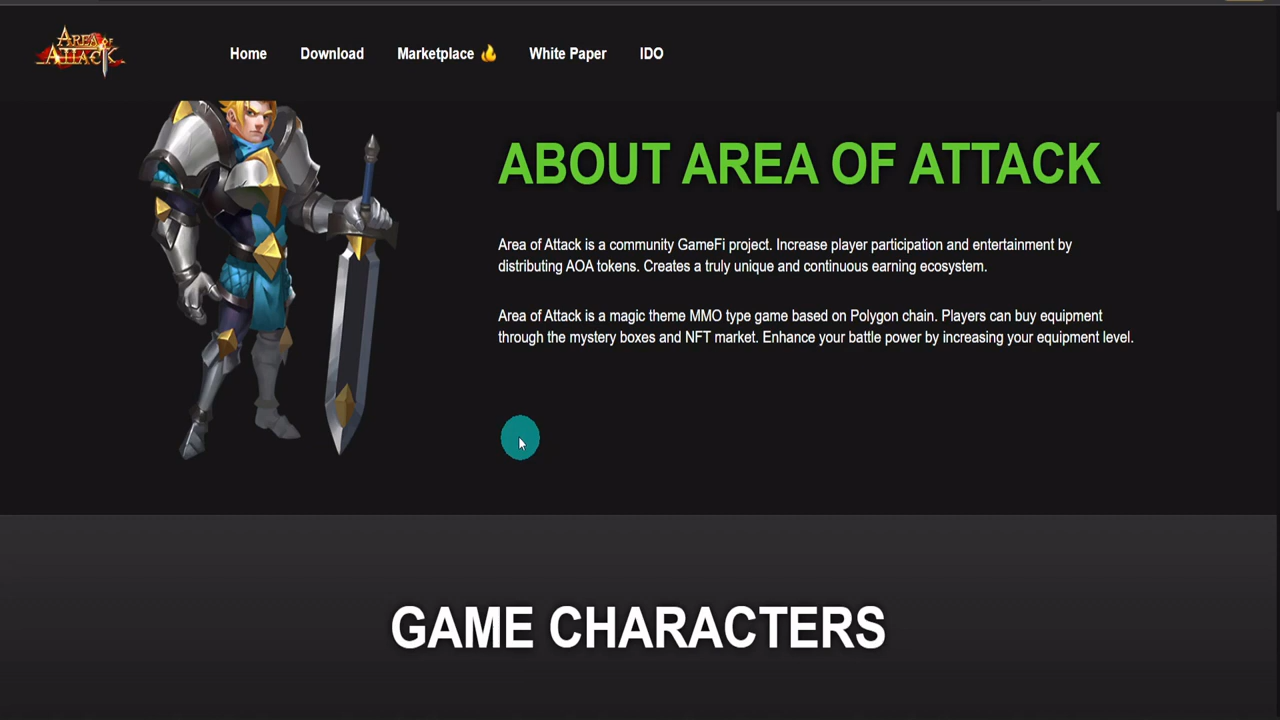 AREA OF
ATTACK
Home Download Marketplace 🔥 White Paper IDO
ABOUT AREA OF ATTACK
Area of Attack is a community GameFi project. Increase player participation and entertainment by
distributing AOA tokens. Creates a truly unique and continuous earning ecosystem.
Area of Attack is a magic theme MMO type game based on Polygon chain. Players can buy equipment
through the mystery boxes and NFT market. Enhance your battle power by increasing your equipment level.
GAME CHARACTERS